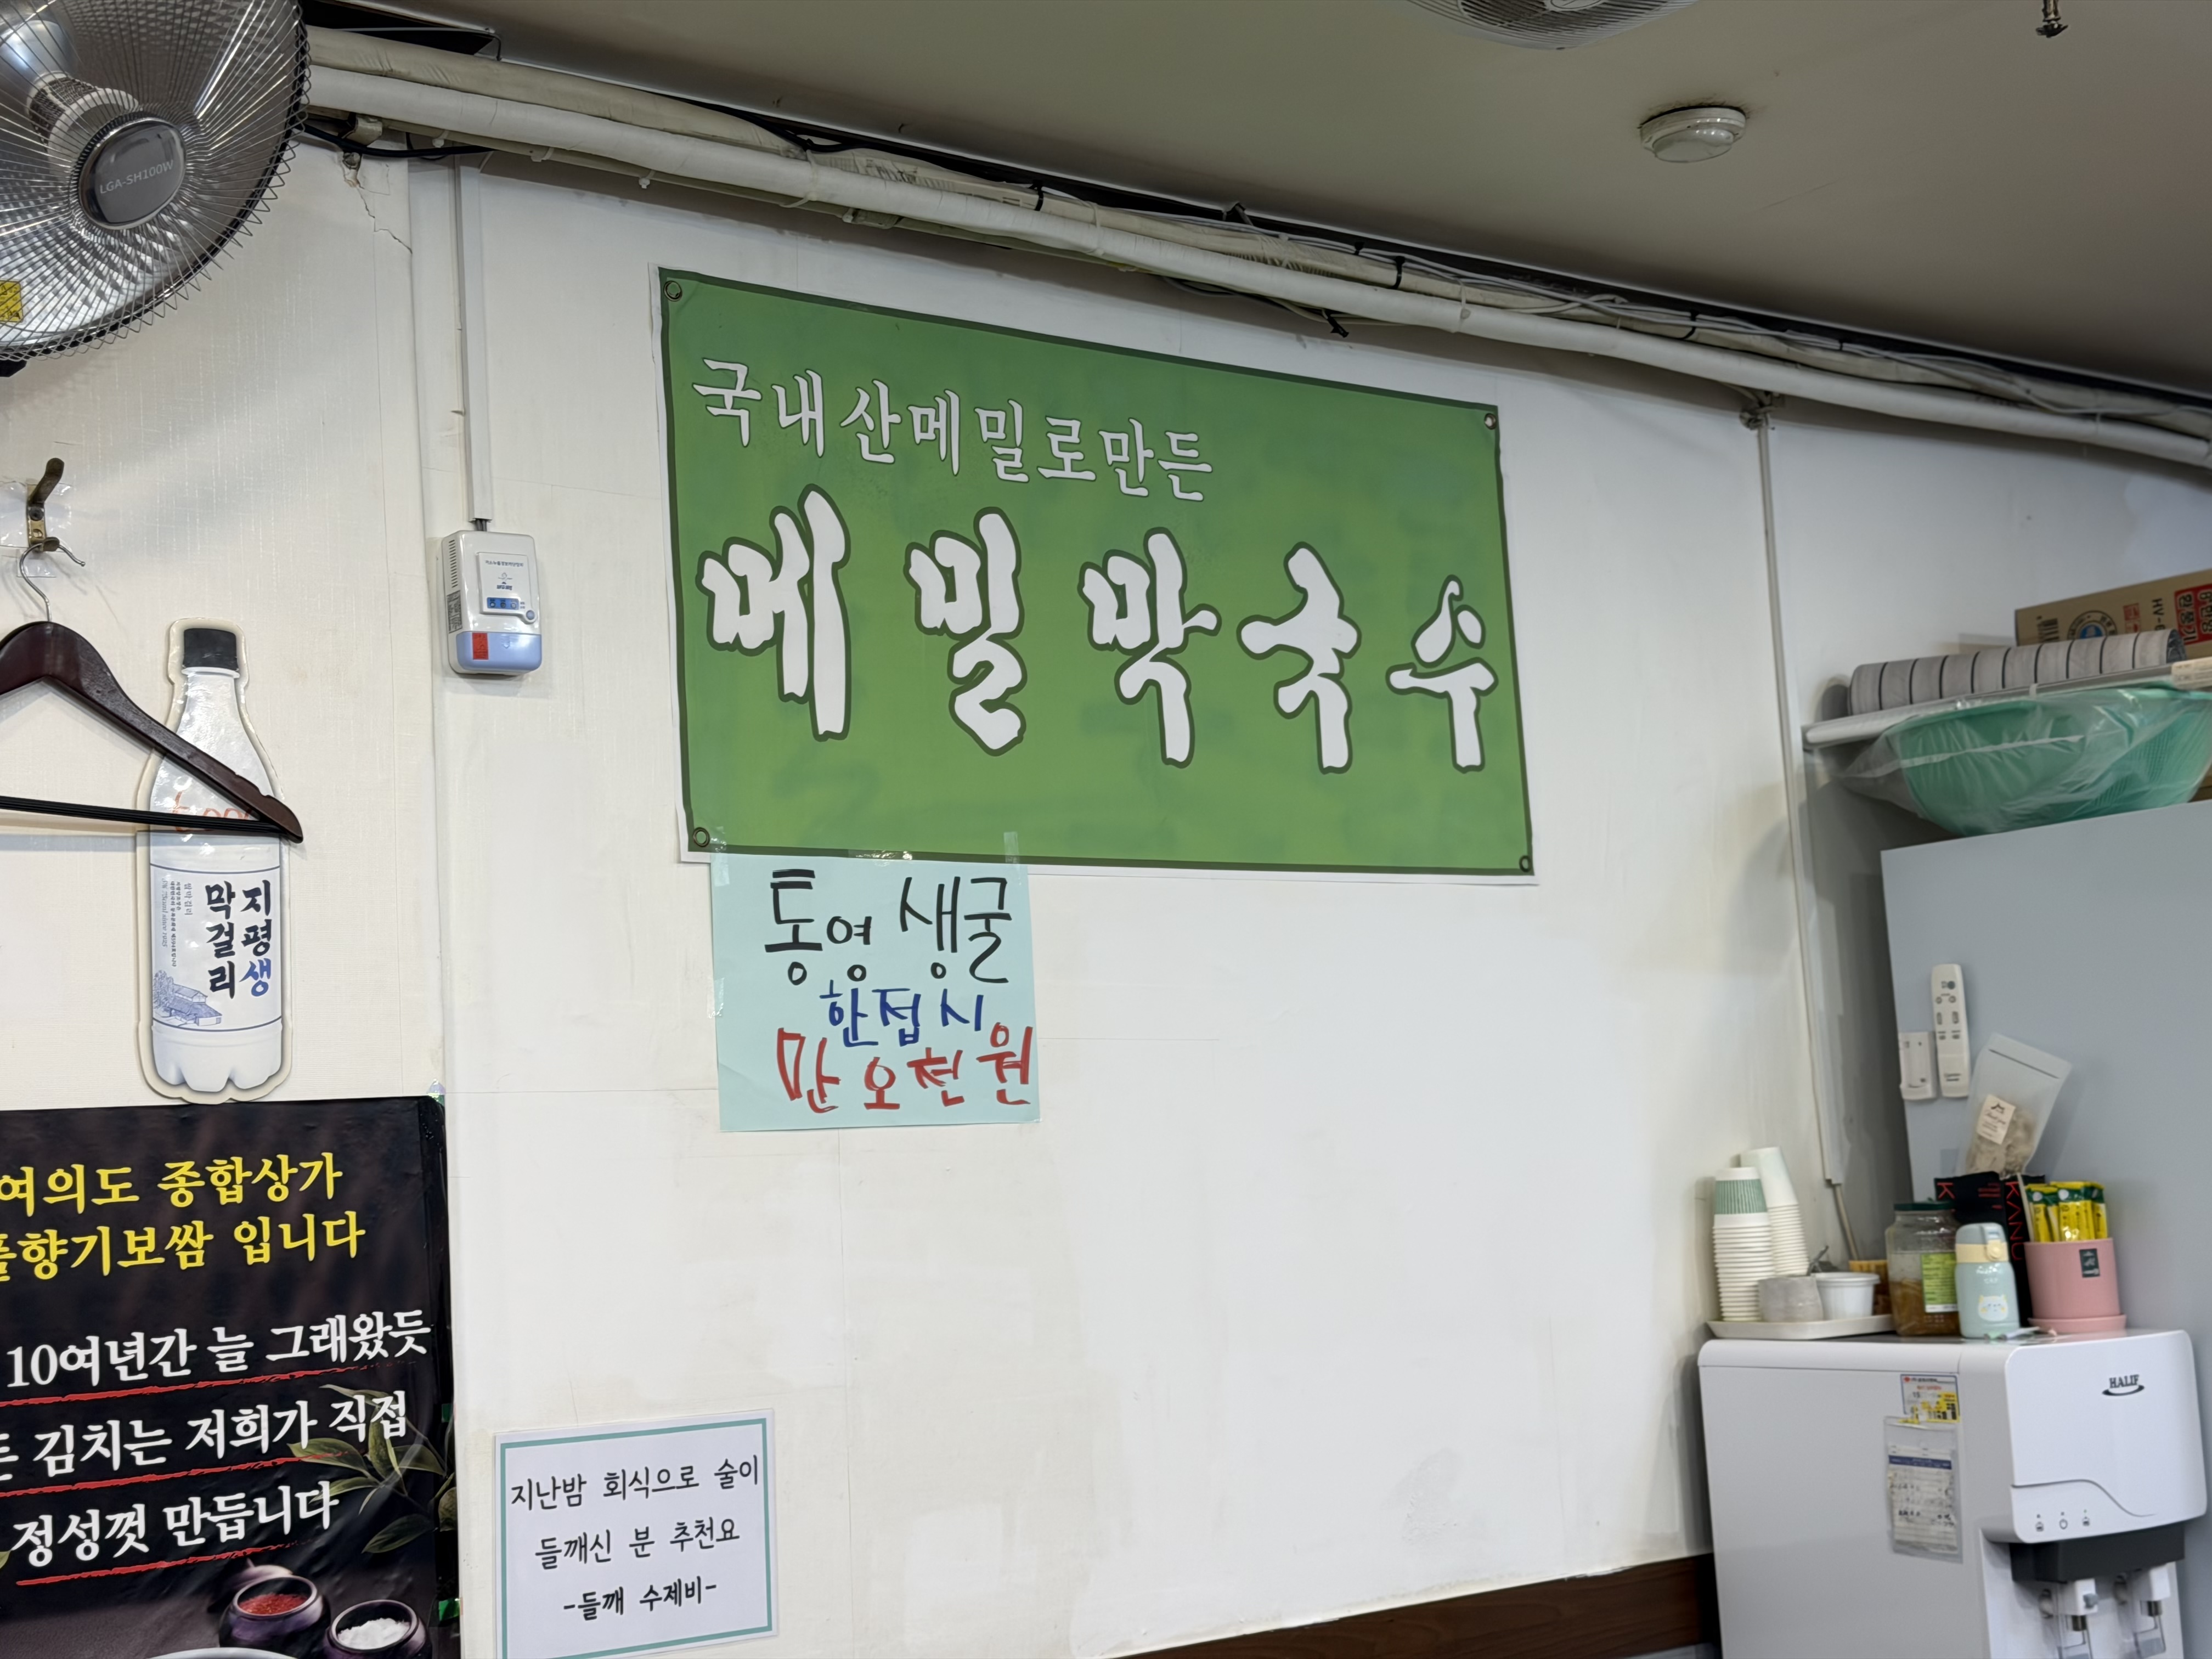 LGA-SH100W
국내산메밀로만든
메밀막국수
통영 생굴
한접시
만오천원
지평생
막걸리
여의도 종합상가
향기보쌈 입니다
10여년간 늘 그래왔듯
김치는 저희가 직접
정성껏 만듭니다
지난밤 회식으로 술이
들깨신 분 추천요
-들깨 수제비-
KANU
HALIF